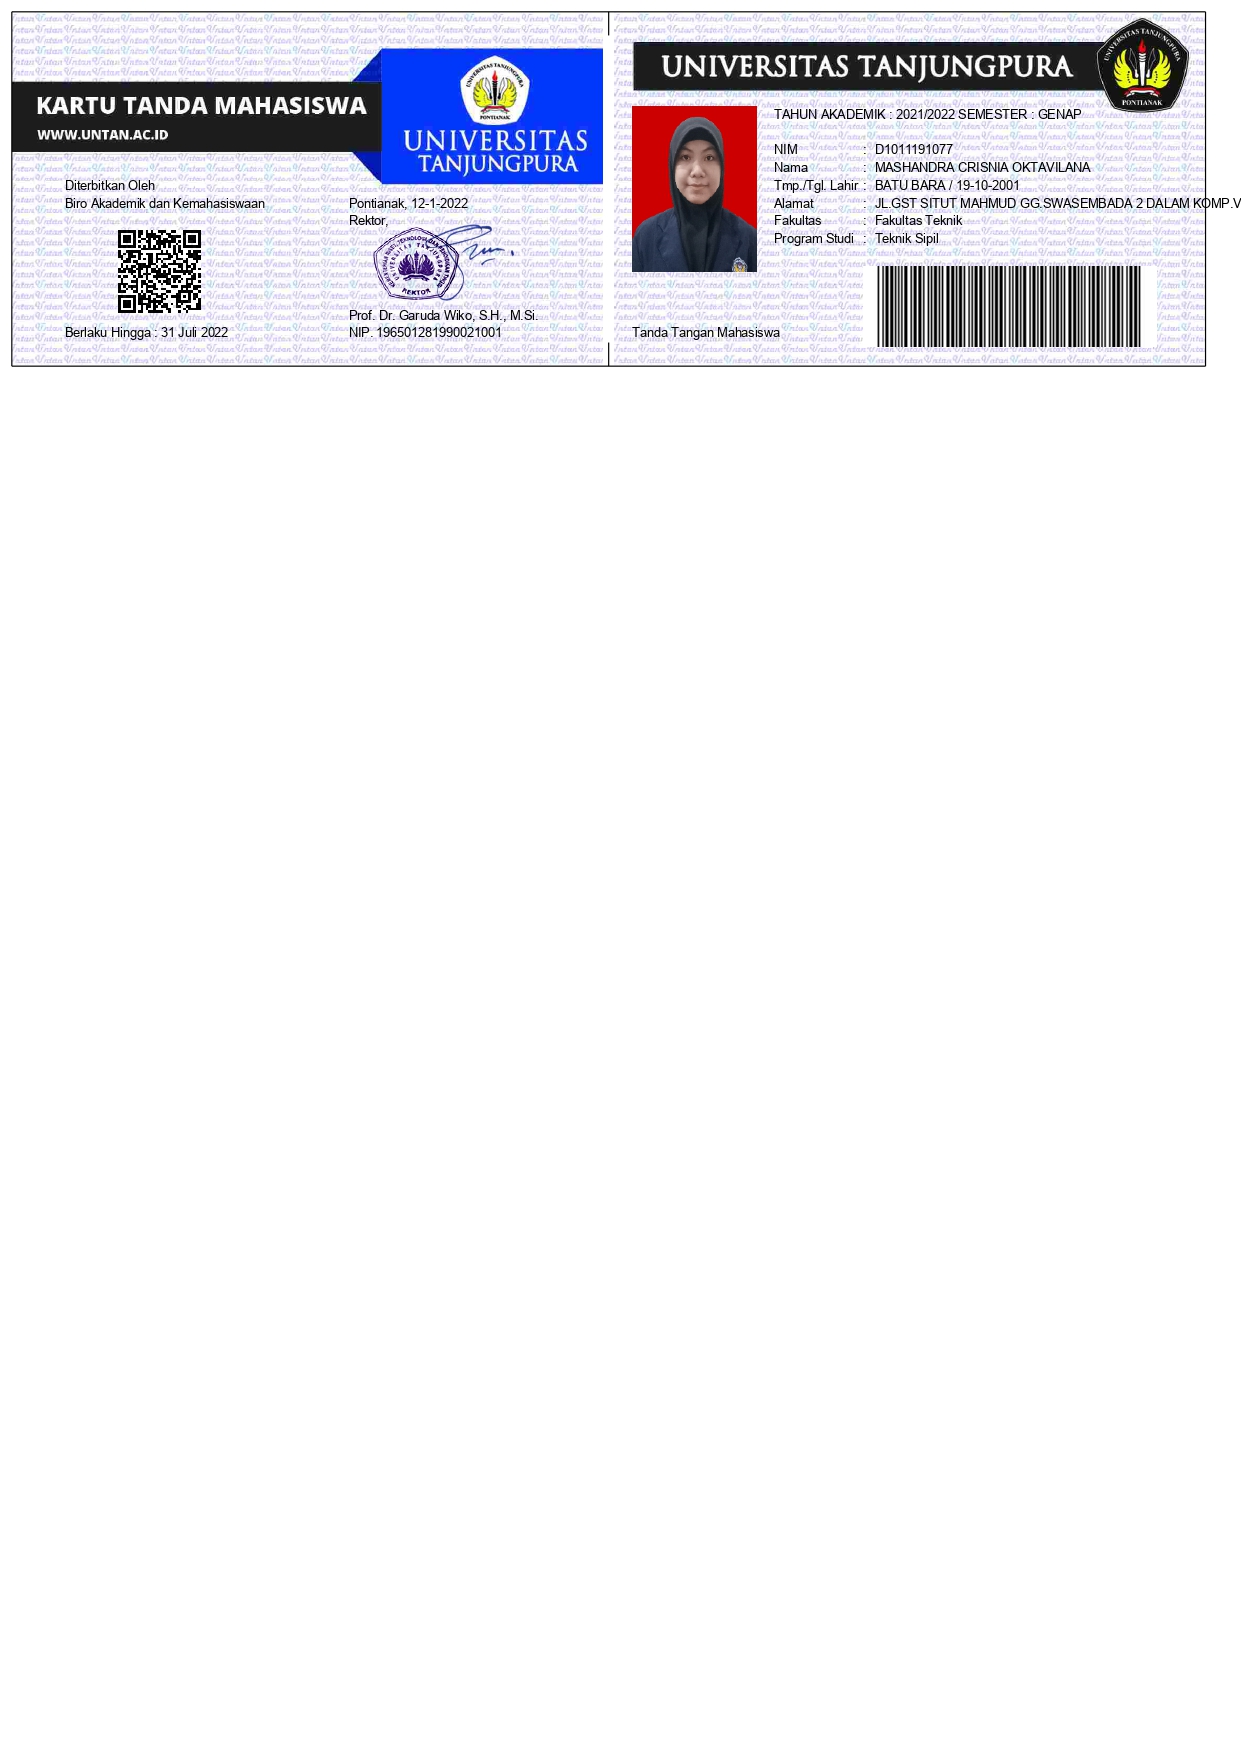 KARTU TANDA MAHASISWA
WWW.UNTAN.AC.ID
UNIVERSITAS TANJUNGPURA
PONTIANAK
UNIVERSITAS
TANJUNGPURA
Diterbitkan Oleh
Biro Akademik dan Kemahasiswaan
Berlaku Hingga : 31 Juli 2022
Pontianak, 12-1-2022
Rektor,
REKTOR
Prof. Dr. Garuda Wiko, S.H., M.Si.
NIP. 196501281990021001
UNIVERSITAS TANJUNGPURA
UNIVERSITAS TANJUNGPURA
PONTIANAK
TAHUN AKADEMIK : 2021/2022 SEMESTER : GENAP
NIM : D1011191077
Nama : MASHANDRA CRISNIA OKTAVILANA
Tmp./Tgl. Lahir : BATU BARA / 19-10-2001
Alamat : JL.GST SITUT MAHMUD GG.SWASEMBADA 2 DALAM KOMP.V
Fakultas : Fakultas Teknik
Program Studi : Teknik Sipil
Tanda Tangan Mahasiswa